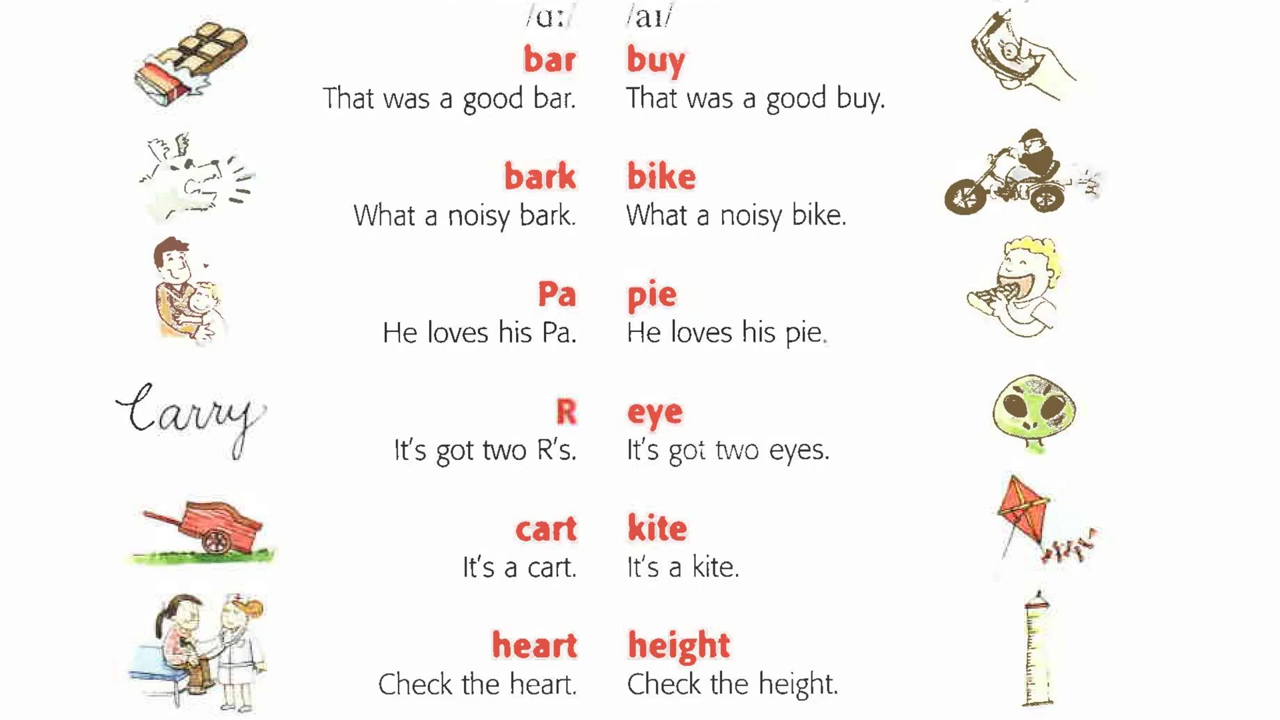 /ɑː/ /aɪ/
bar buy
That was a good bar. That was a good buy.
bark bike
What a noisy bark. What a noisy bike.
Pa pie
He loves his Pa. He loves his pie.
Larry
R eye
It's got two R's. It's got two eyes.
cart kite
It's a cart. It's a kite.
heart height
Check the heart. Check the height.